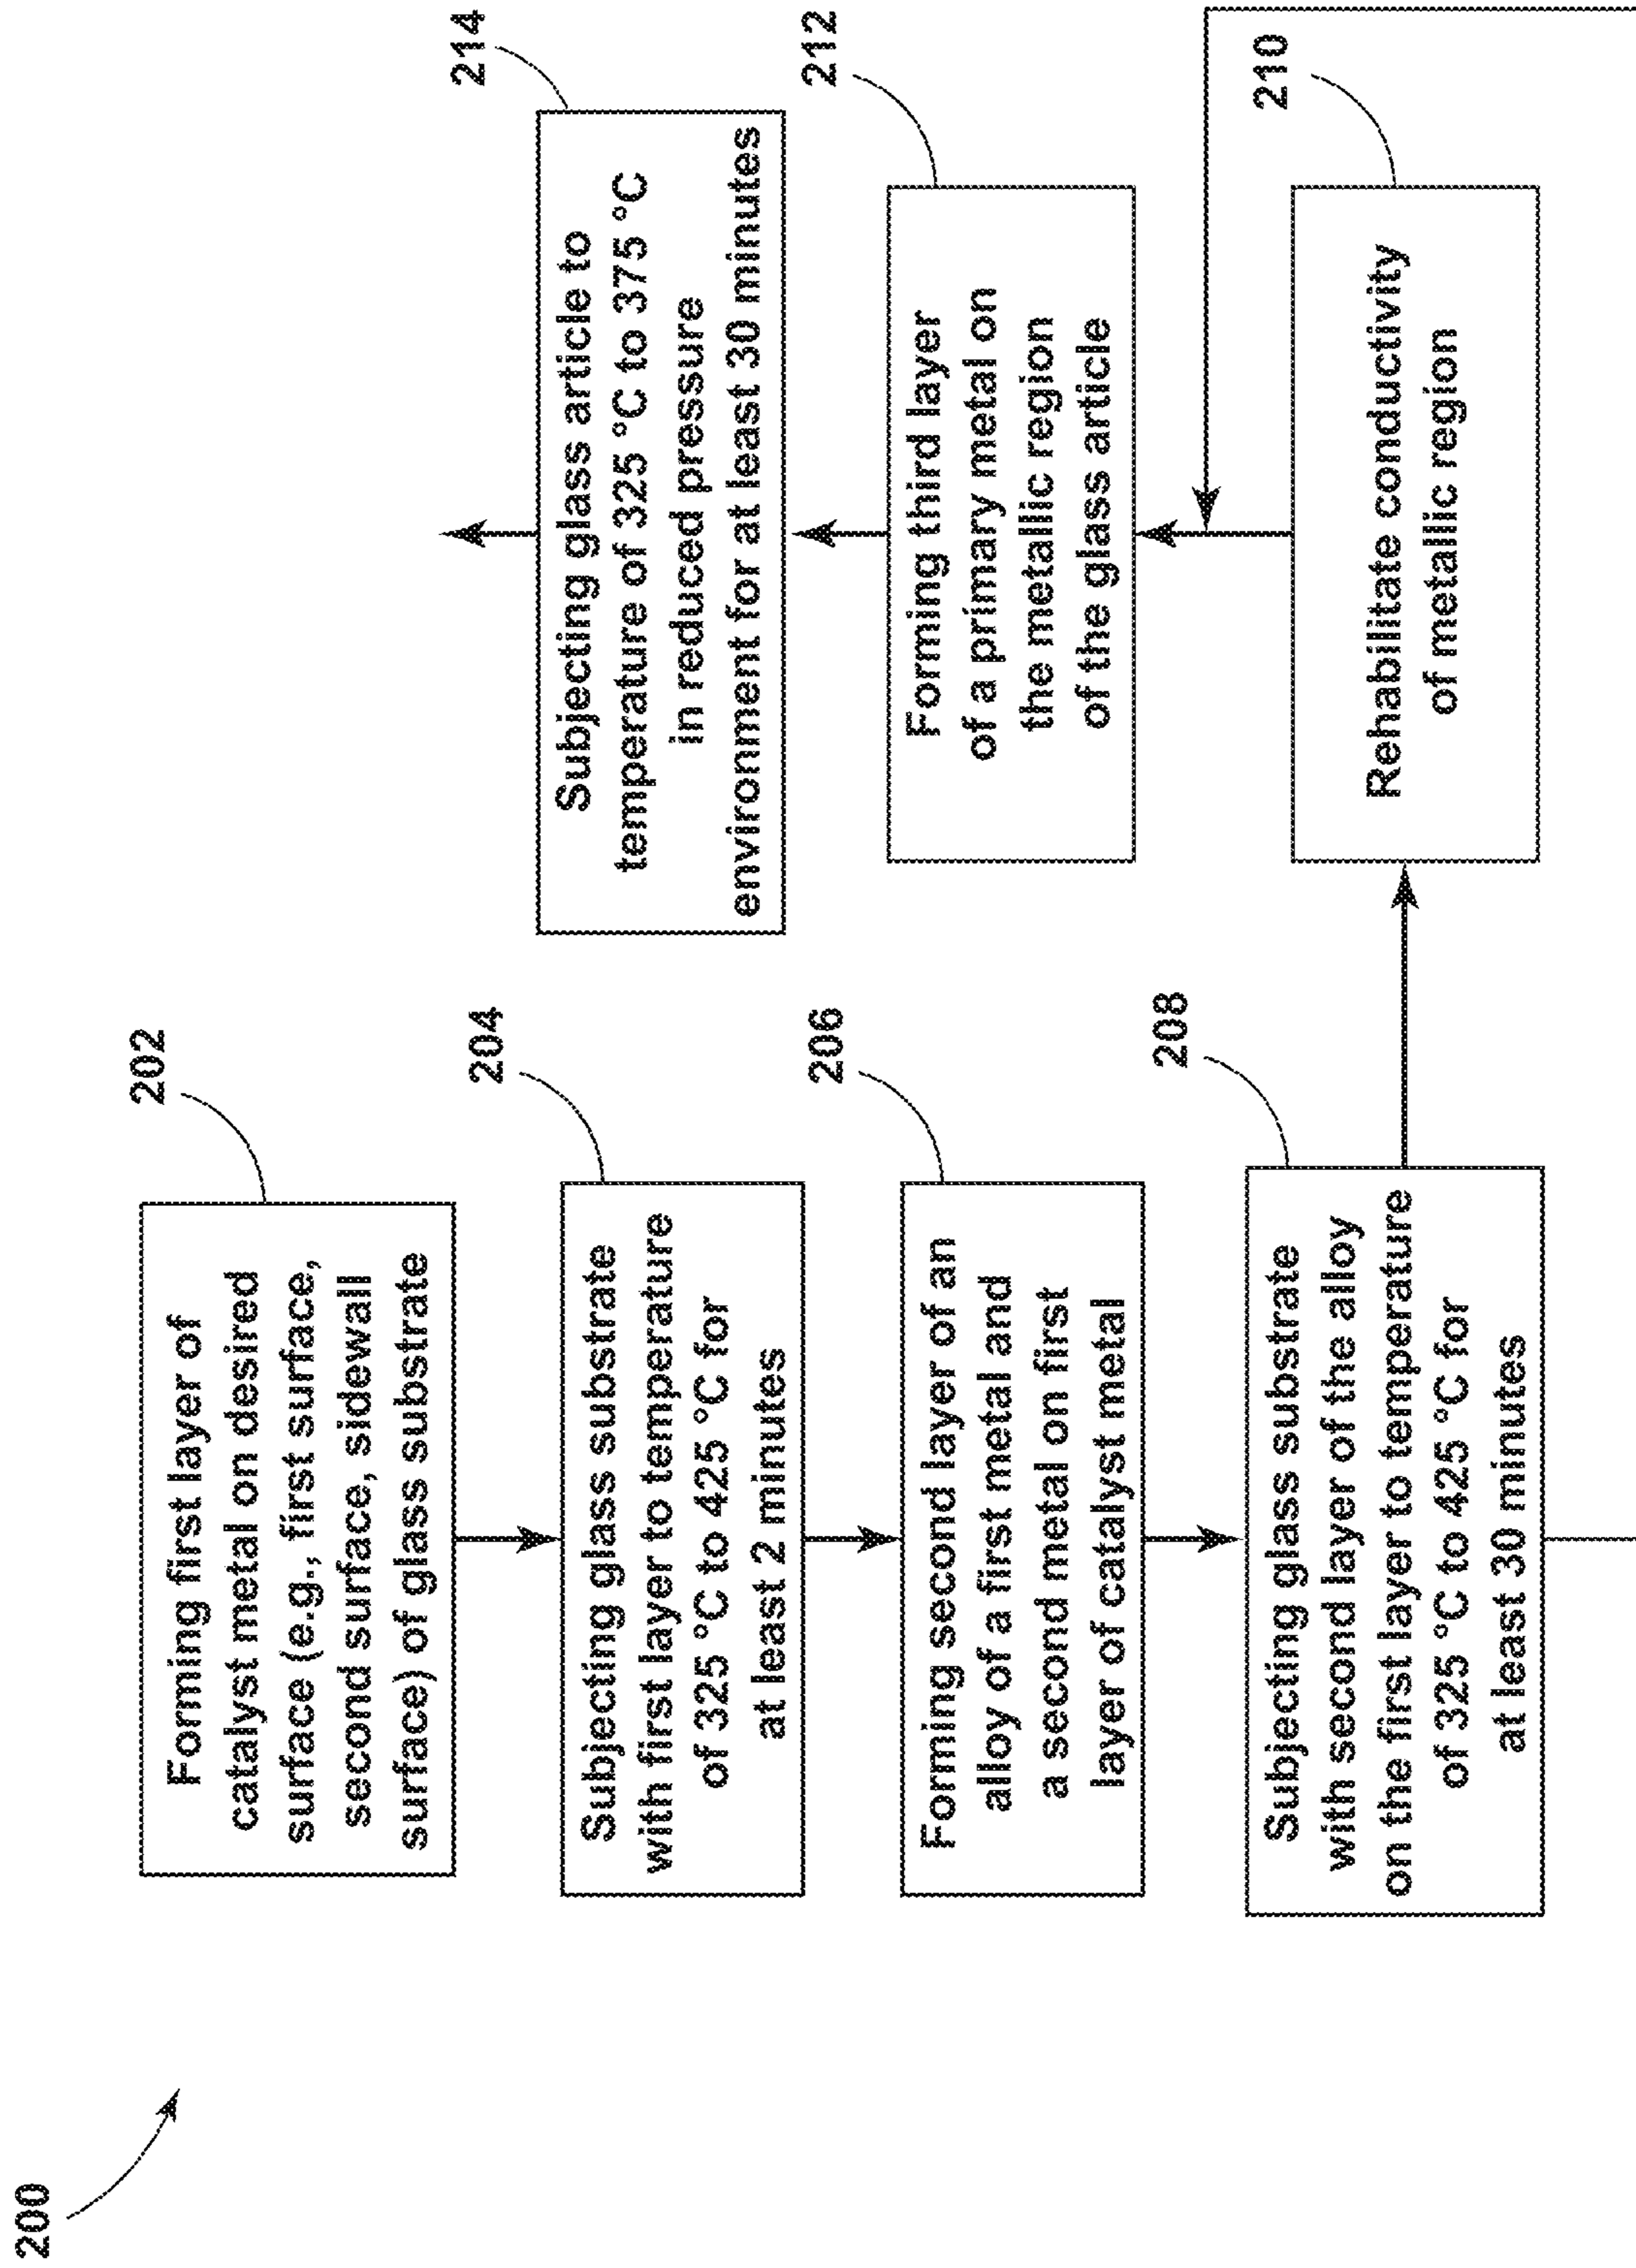 200
202
Forming first layer of
catalyst metal on desired
surface (e.g., first surface,
second surface, sidewall
surface) of glass substrate
204
Subjecting glass substrate
with first layer to temperature
of 325 °C to 425 °C for
at least 2 minutes
206
Forming second layer of an
alloy of a first metal and
a second metal on first
layer of catalyst metal
208
Subjecting glass substrate
with second layer of the alloy
on the first layer to temperature
of 325 °C to 425 °C for
at least 30 minutes
210
Rehabilitate conductivity
of metallic region
212
Forming third layer
of a primary metal on
the metallic region
of the glass article
214
Subjecting glass article to
temperature of 325 °C to 375 °C
in reduced pressure
environment for at least 30 minutes